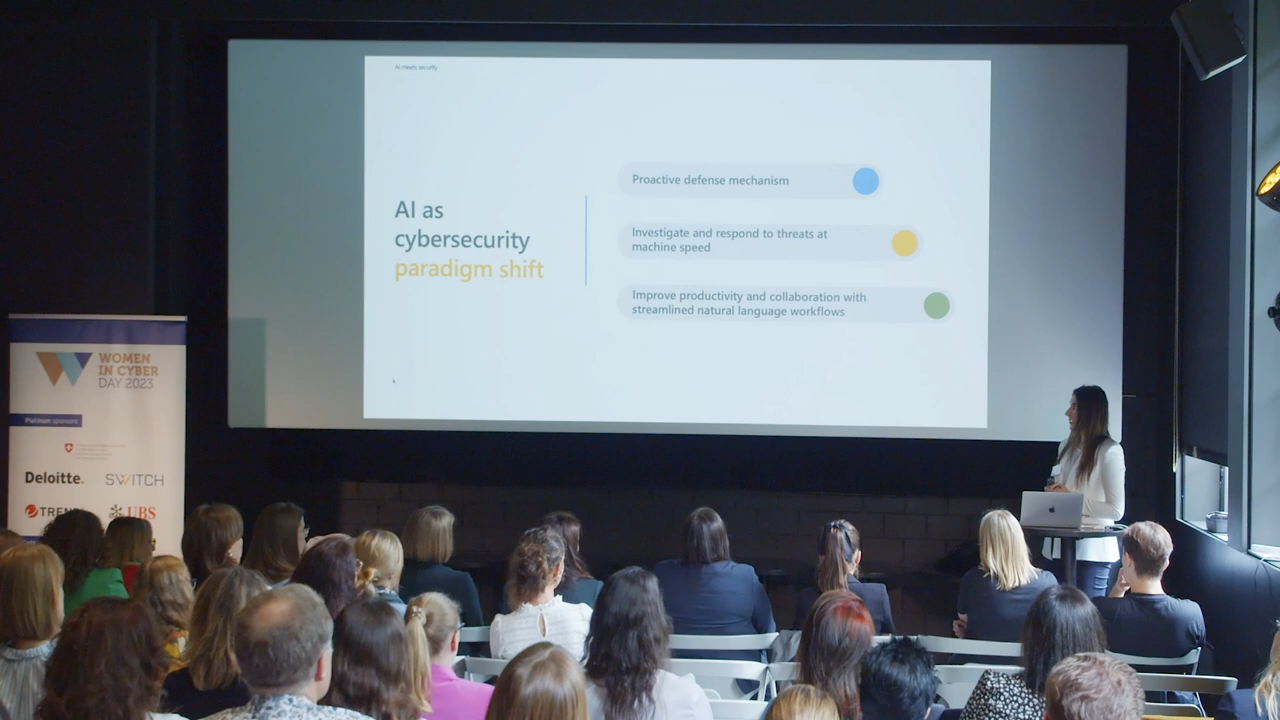 AI meets security
AI as
cybersecurity
paradigm shift
Proactive defense mechanism
Investigate and respond to threats at
machine speed
Improve productivity and collaboration with
streamlined natural language workflows
WOMEN
IN CYBER
DAY 2023
Platinum sponsors
Deloitte.
SWITCH
UBS